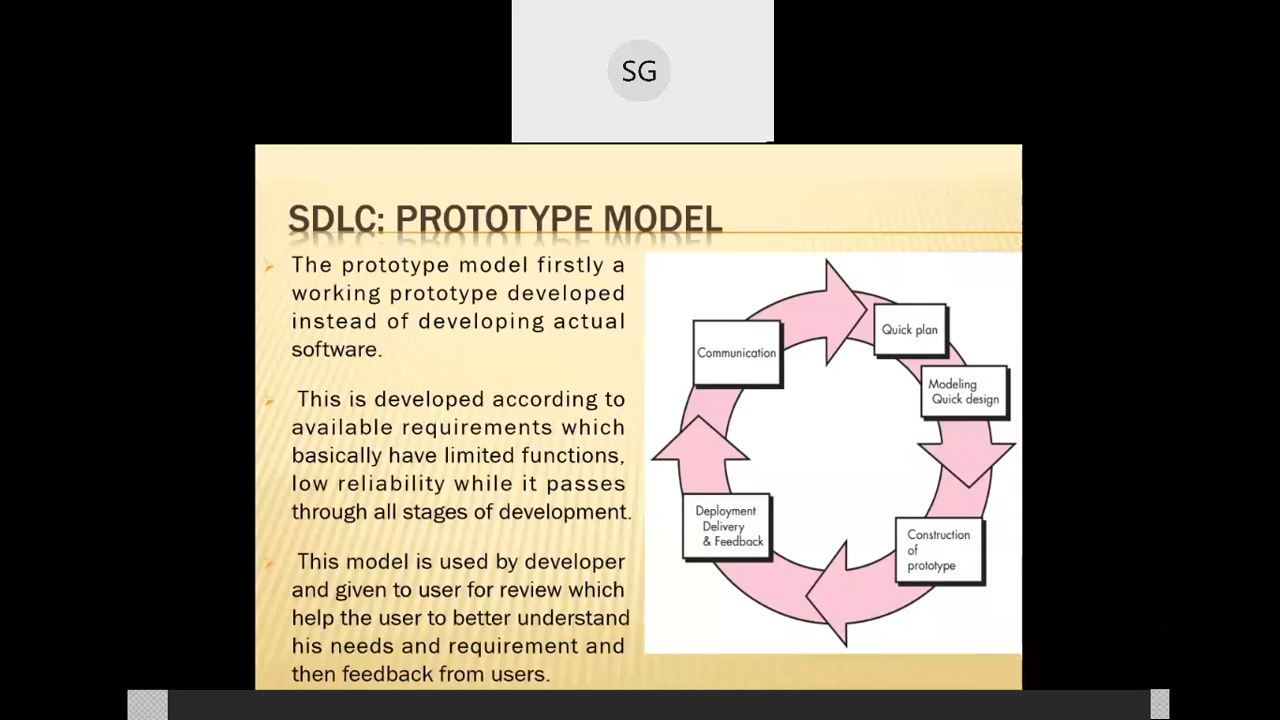 SG
SDLC: PROTOTYPE MODEL
The prototype model firstly a
working prototype developed
instead of developing actual
software.
This is developed according to
available requirements which
basically have limited functions,
low reliability while it passes
through all stages of development.
This model is used by developer
and given to user for review which
help the user to better understand
his needs and requirement and
then feedback from users.
Communication
Quick plan
Modeling
Quick design
Construction
of
prototype
Deployment
Delivery
& Feedback